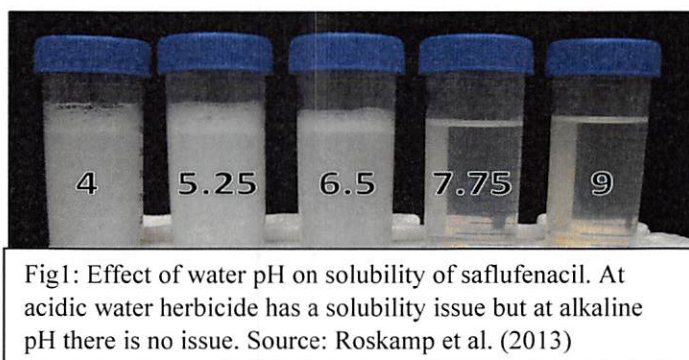 4 5.25 6.5 7.75 9
Fig1: Effect of water pH on solubility of saflufenacil. At
acidic water herbicide has a solubility issue but at alkaline
pH there is no issue. Source: Roskamp et al. (2013)